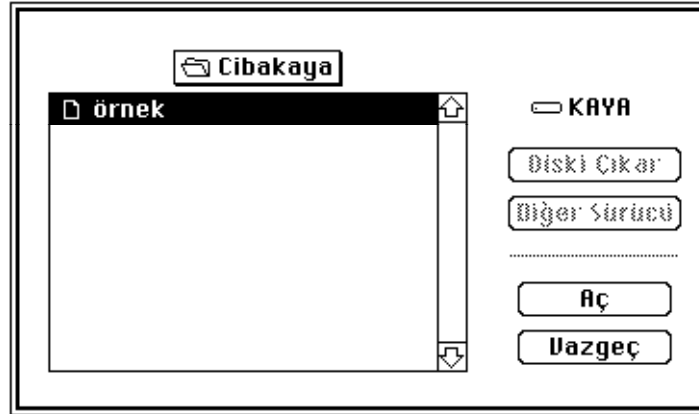 Cibakaya
örnek
KAYA
Diski Çıkar
Diğer Sürücü
Aç
Vazgeç